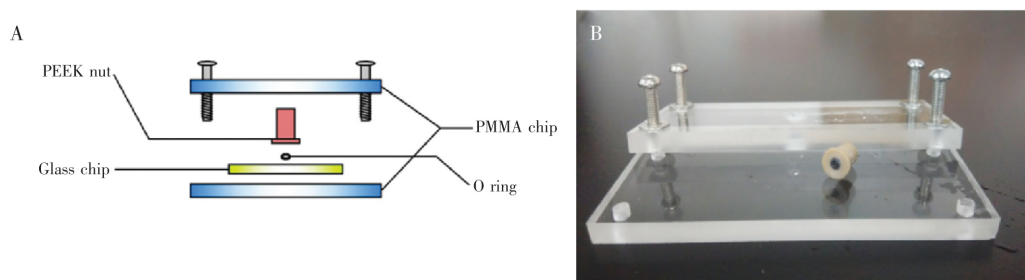 A
PEEK nut
Glass chip
PMMA chip
O ring
B